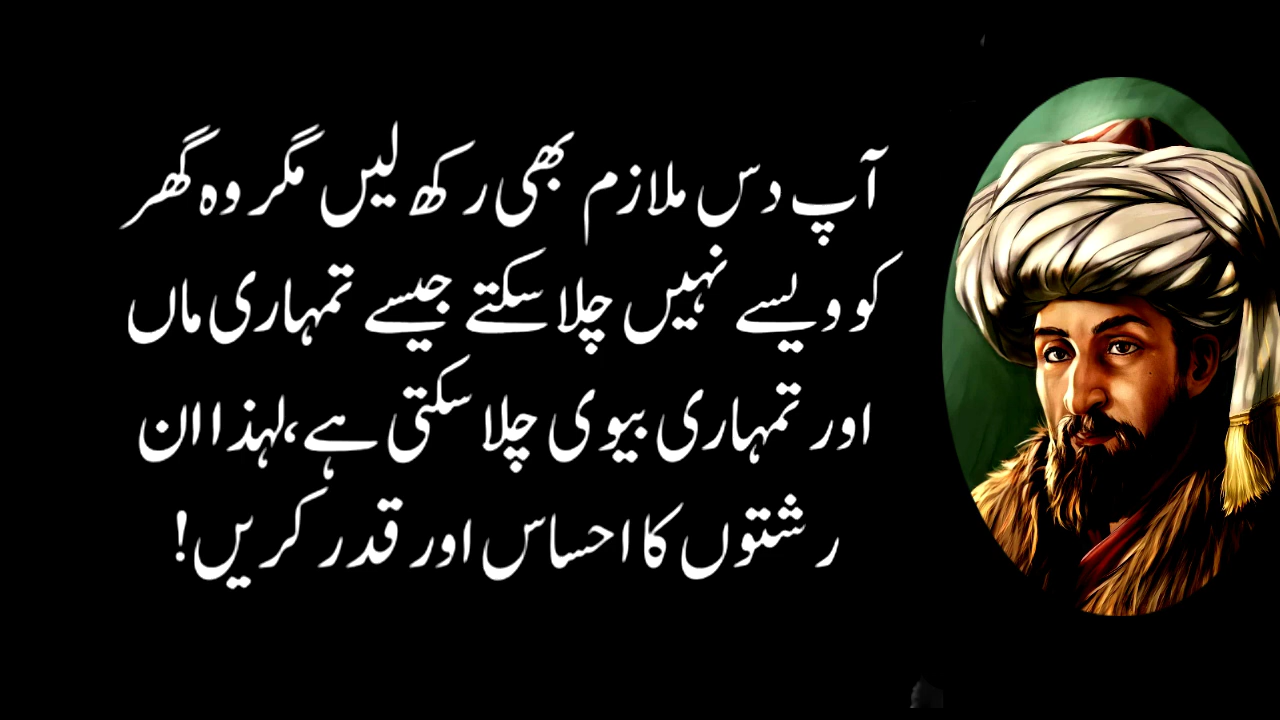 آپ دس ملازم بھی رکھ لیں مگر وہ گھر
کو ویسے نہیں چلا سکتے جیسے تمہاری ماں
اور تمہاری بیوی چلا سکتی ہے،لہذا ان
رشتوں کا احساس اور قدر کریں!